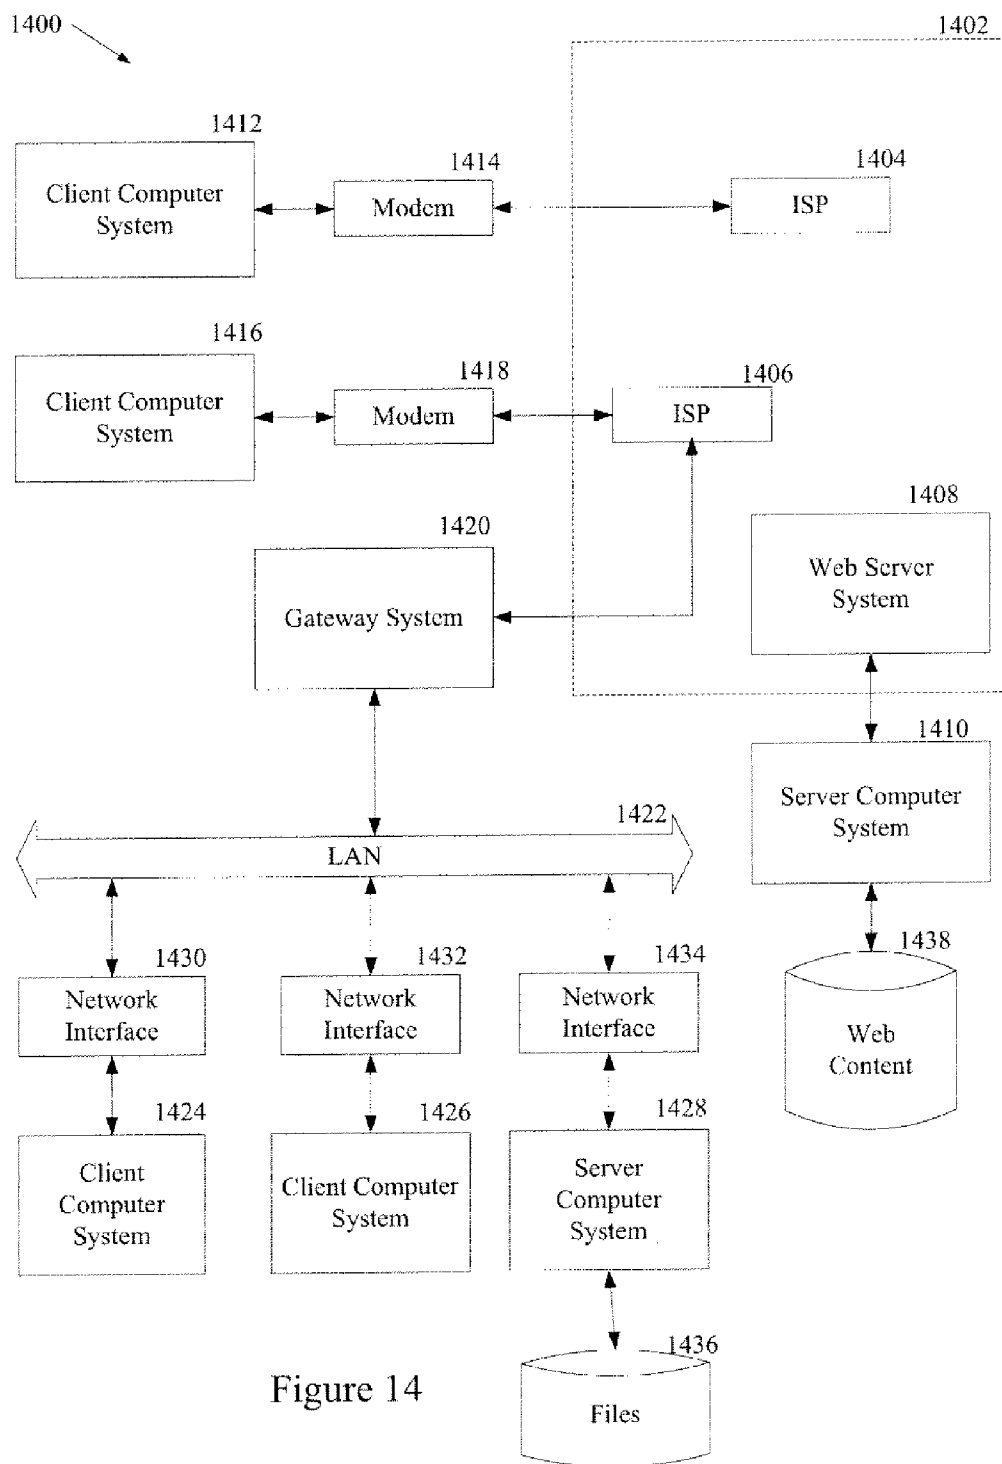 1400
1402
1412
Client Computer
System
1414
Modem
1404
ISP
1416
Client Computer
System
1418
Modem
1406
ISP
1408
Web Server
System
1420
Gateway System
1410
Server Computer
System
1422
LAN
1438
Web
Content
1430
Network
Interface
1432
Network
Interface
1434
Network
Interface
1424
Client
Computer
System
1426
Client Computer
System
1428
Server
Computer
System
1436
Files
Figure 14